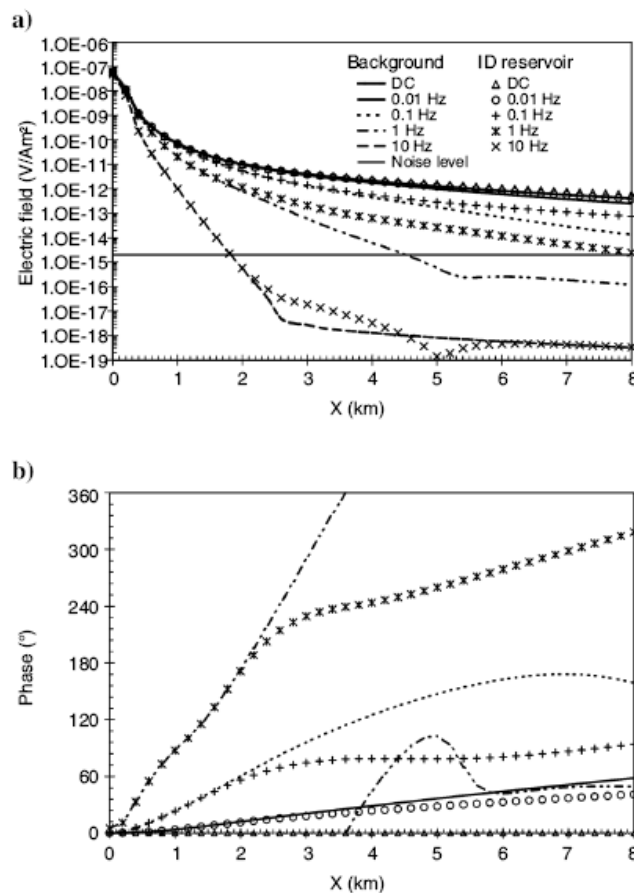 a)
1.0E-06
1.0E-07
1.0E-08
1.0E-09
1.0E-10
1.0E-11
1.0E-12
1.0E-13
1.0E-14
1.0E-15
1.0E-16
1.0E-17
1.0E-18
1.0E-19
Electric field (V/Am²)
Background ID reservoir
DC DC
0.01 Hz 0.01 Hz
0.1 Hz 0.1 Hz
1 Hz 1 Hz
10 Hz 10 Hz
Noise level
0 1 2 3 4 5 6 7 8
X (km)
b)
360
300
240
180
120
60
0
Phase (°)
0 1 2 3 4 5 6 7 8
X (km)